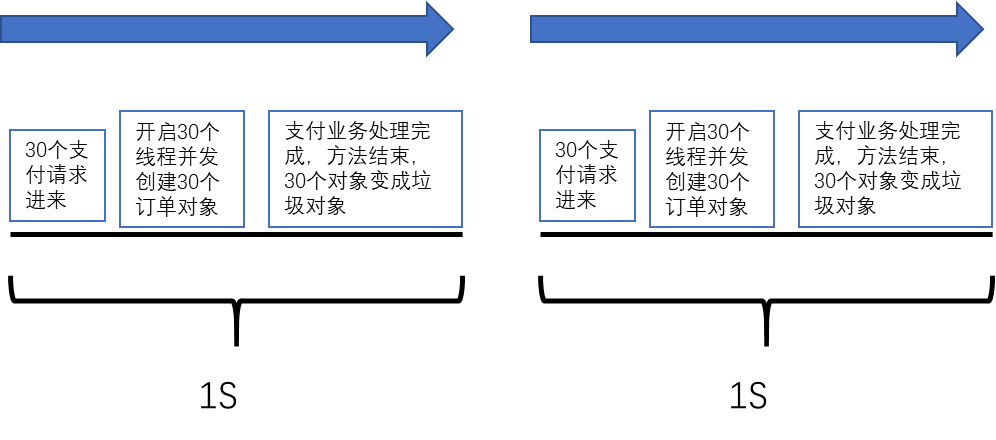 30个支
付请求
进来
开启30个
线程并发
创建30个
订单对象
支付业务处理完
成，方法结束，
30个对象变成垃
圾对象
1S
30个支
付请求
进来
开启30个
线程并发
创建30个
订单对象
支付业务处理完
成，方法结束，
30个对象变成垃
圾对象
1S